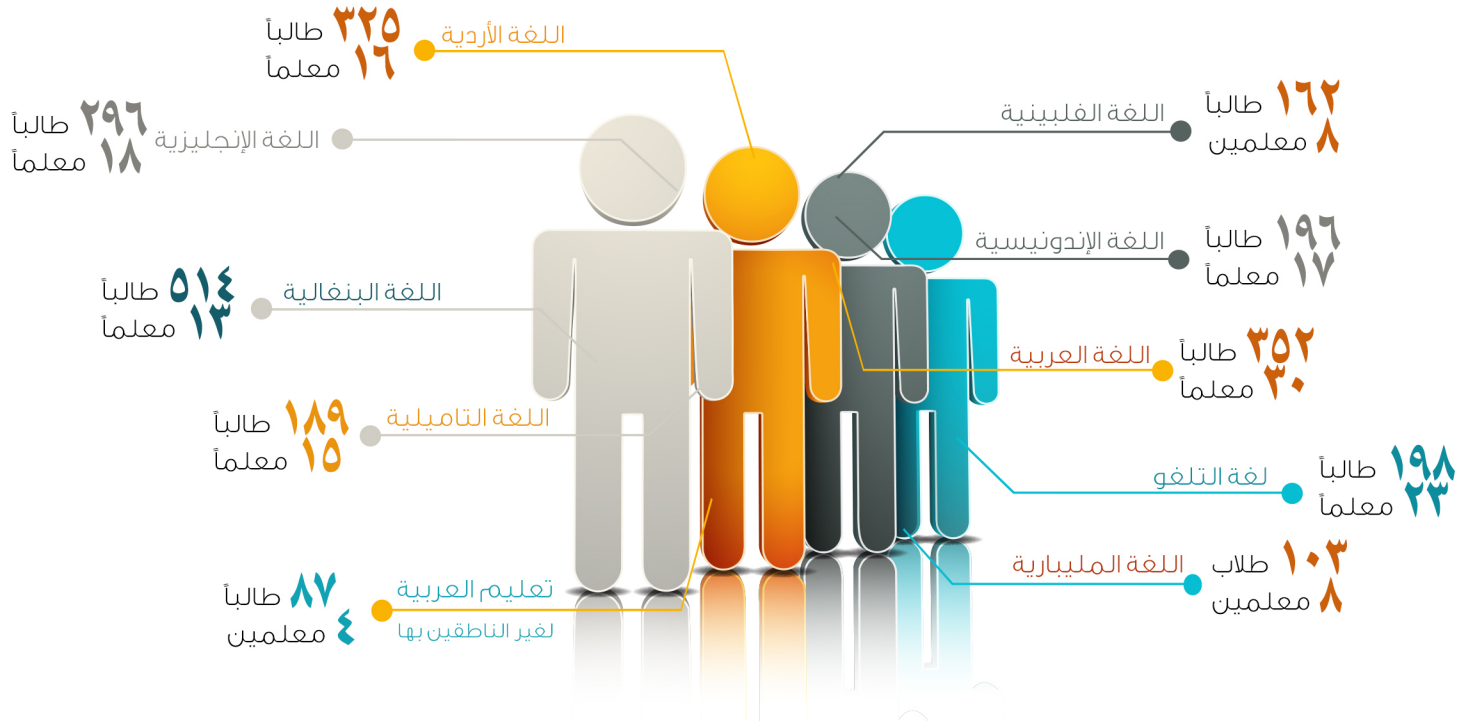 اللغة الأردية
٣٢٥ طالباً
١٦ معلماً
اللغة الفلبينية
١٦٢ طالباً
٨ معلمين
اللغة الإنجليزية
٢٩٦ طالباً
١٨ معلماً
اللغة الإندونيسية
١٩٦ طالباً
١٧ معلماً
اللغة البنغالية
٥١٤ طالباً
١٣ معلماً
اللغة العربية
٣٥٢ طالباً
٣٠ معلماً
اللغة التاميلية
١٨٩ طالباً
١٥ معلماً
لغة التلغو
١٩٨ طالباً
٢٣ معلماً
اللغة المليبارية
١٠٣ طلاب
٨ معلمين
تعليم العربية
لغير الناطقين بها
٨٧ طالباً
٤ معلمين